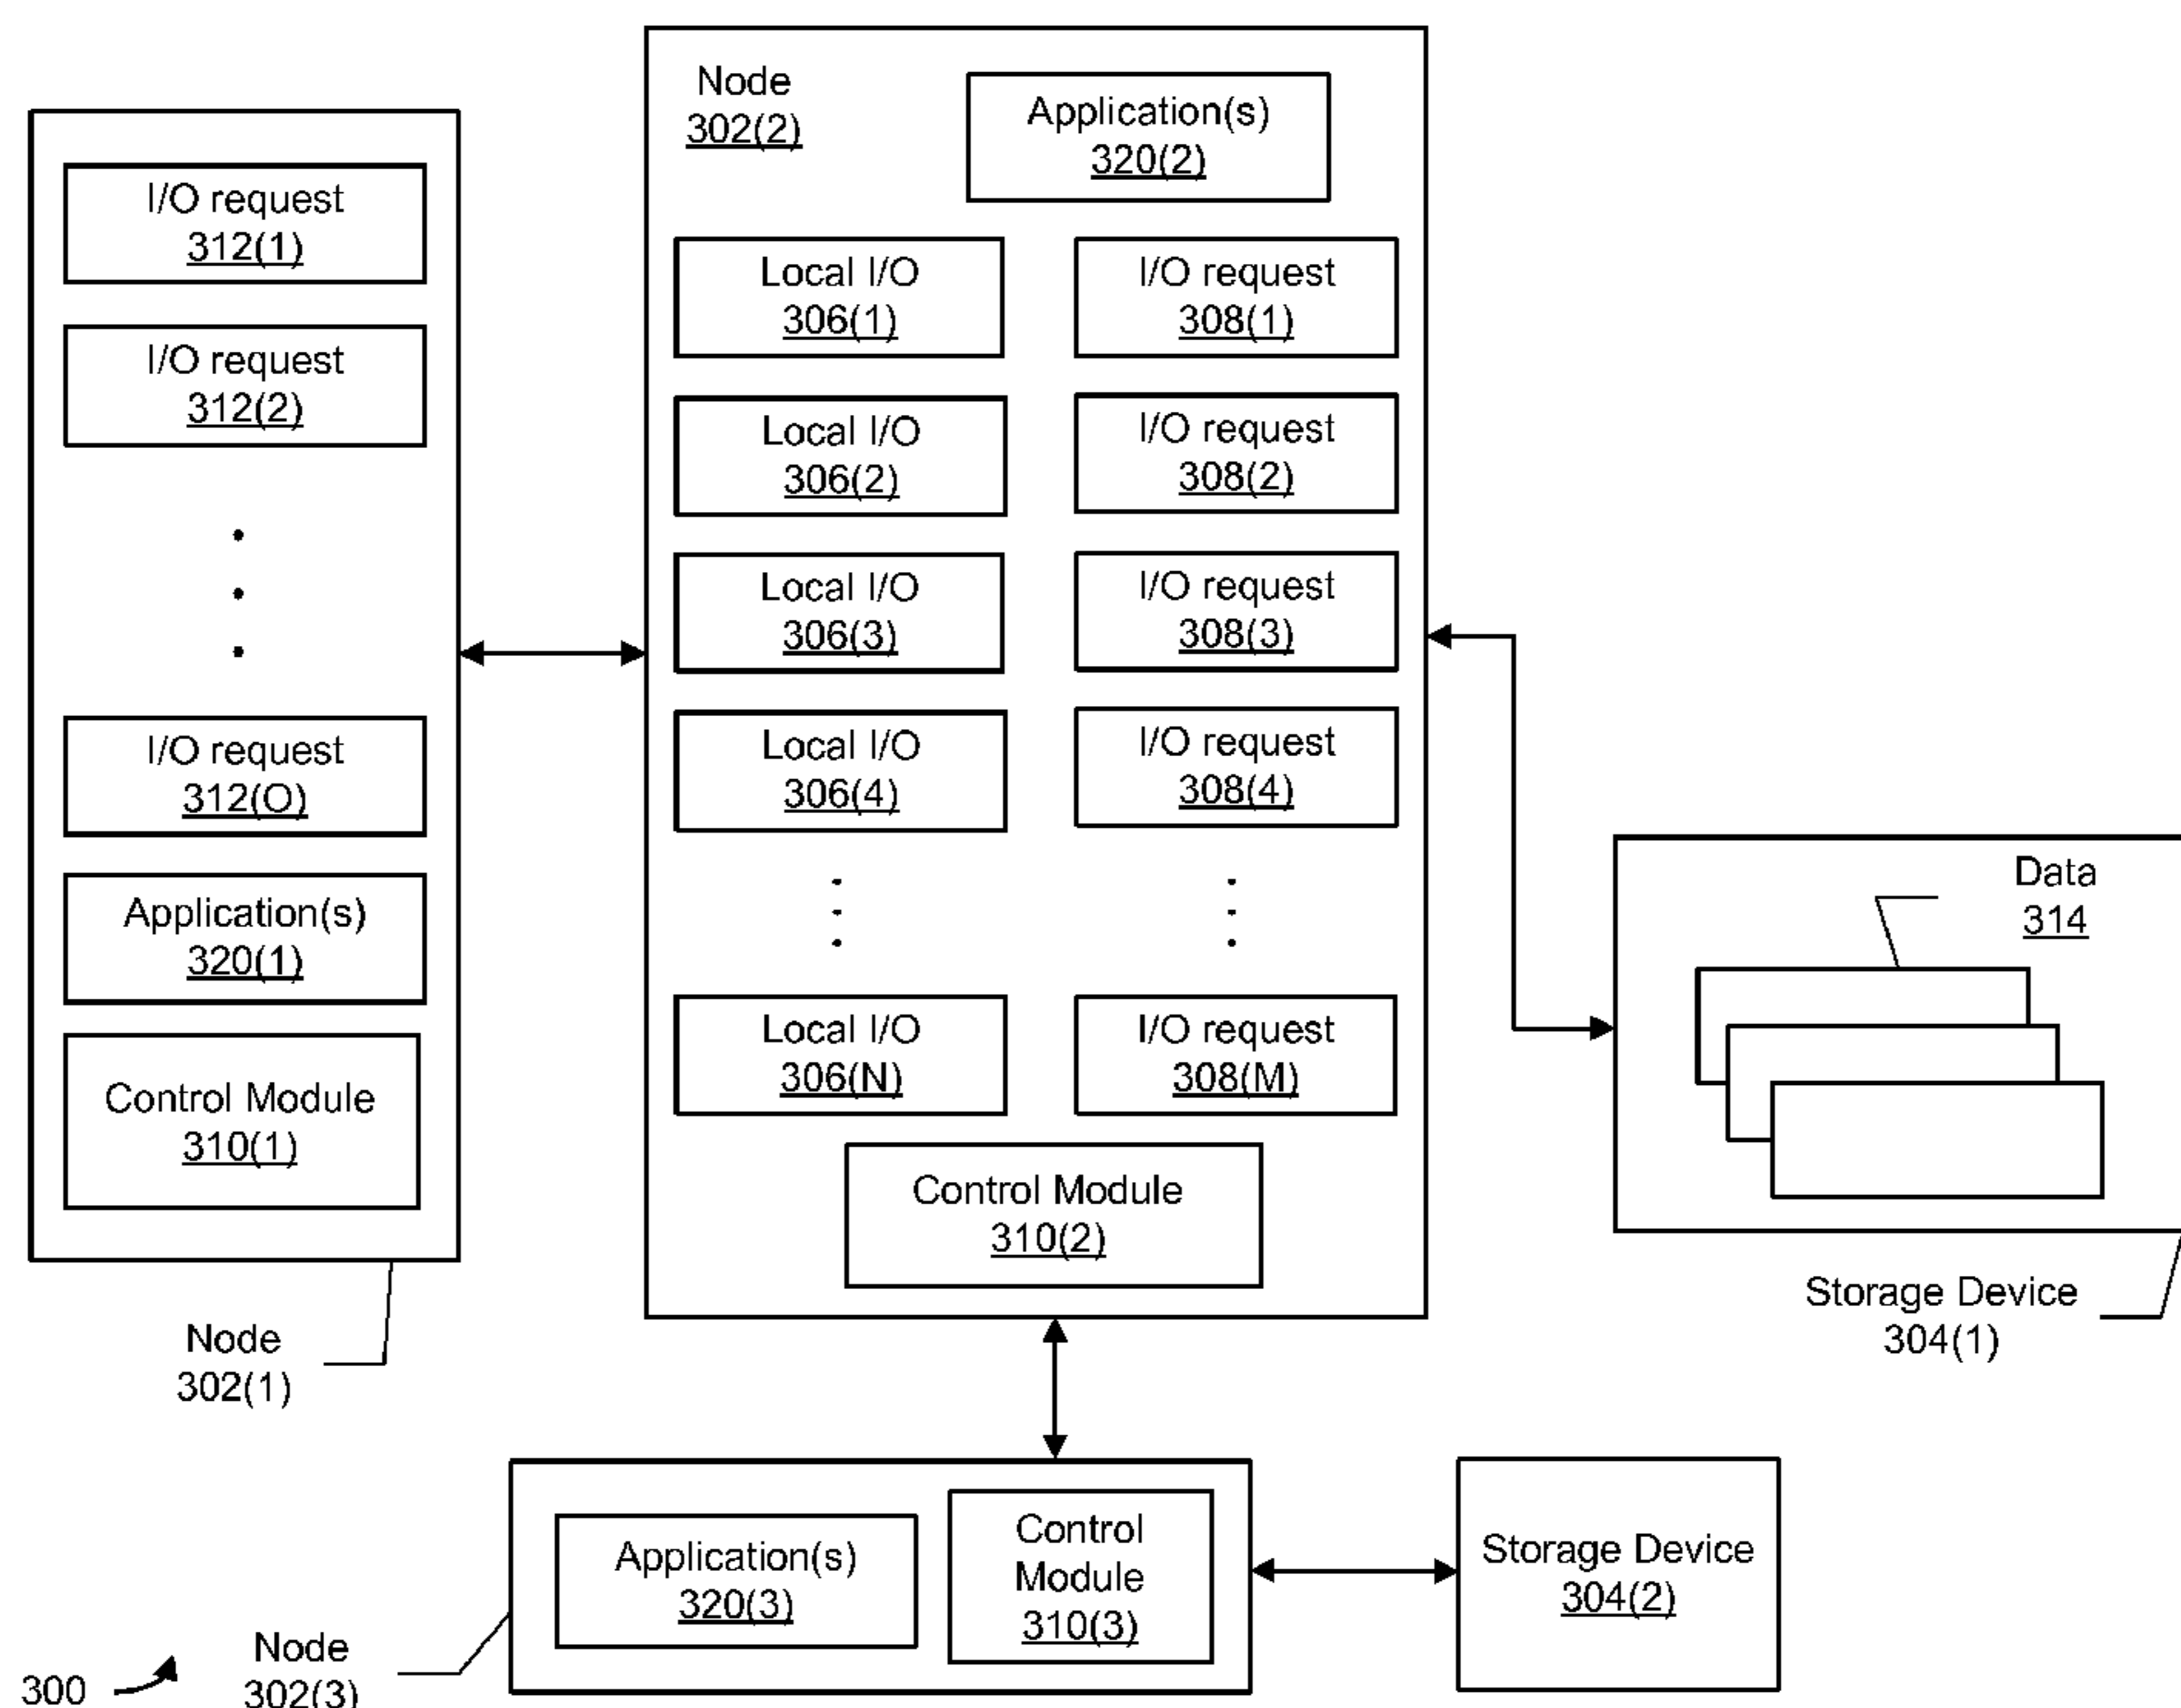 I/O request
312(1)
I/O request
312(2)
I/O request
312(O)
Application(s)
320(1)
Control Module
310(1)
Node
302(1)
Node
302(2)
Application(s)
320(2)
Local I/O
306(1)
I/O request
308(1)
Local I/O
306(2)
I/O request
308(2)
Local I/O
306(3)
I/O request
308(3)
Local I/O
306(4)
I/O request
308(4)
Local I/O
306(N)
I/O request
308(M)
Control Module
310(2)
Data
314
Storage Device
304(1)
Application(s)
320(3)
Control
Module
310(3)
Storage Device
304(2)
Node
302(3)
300